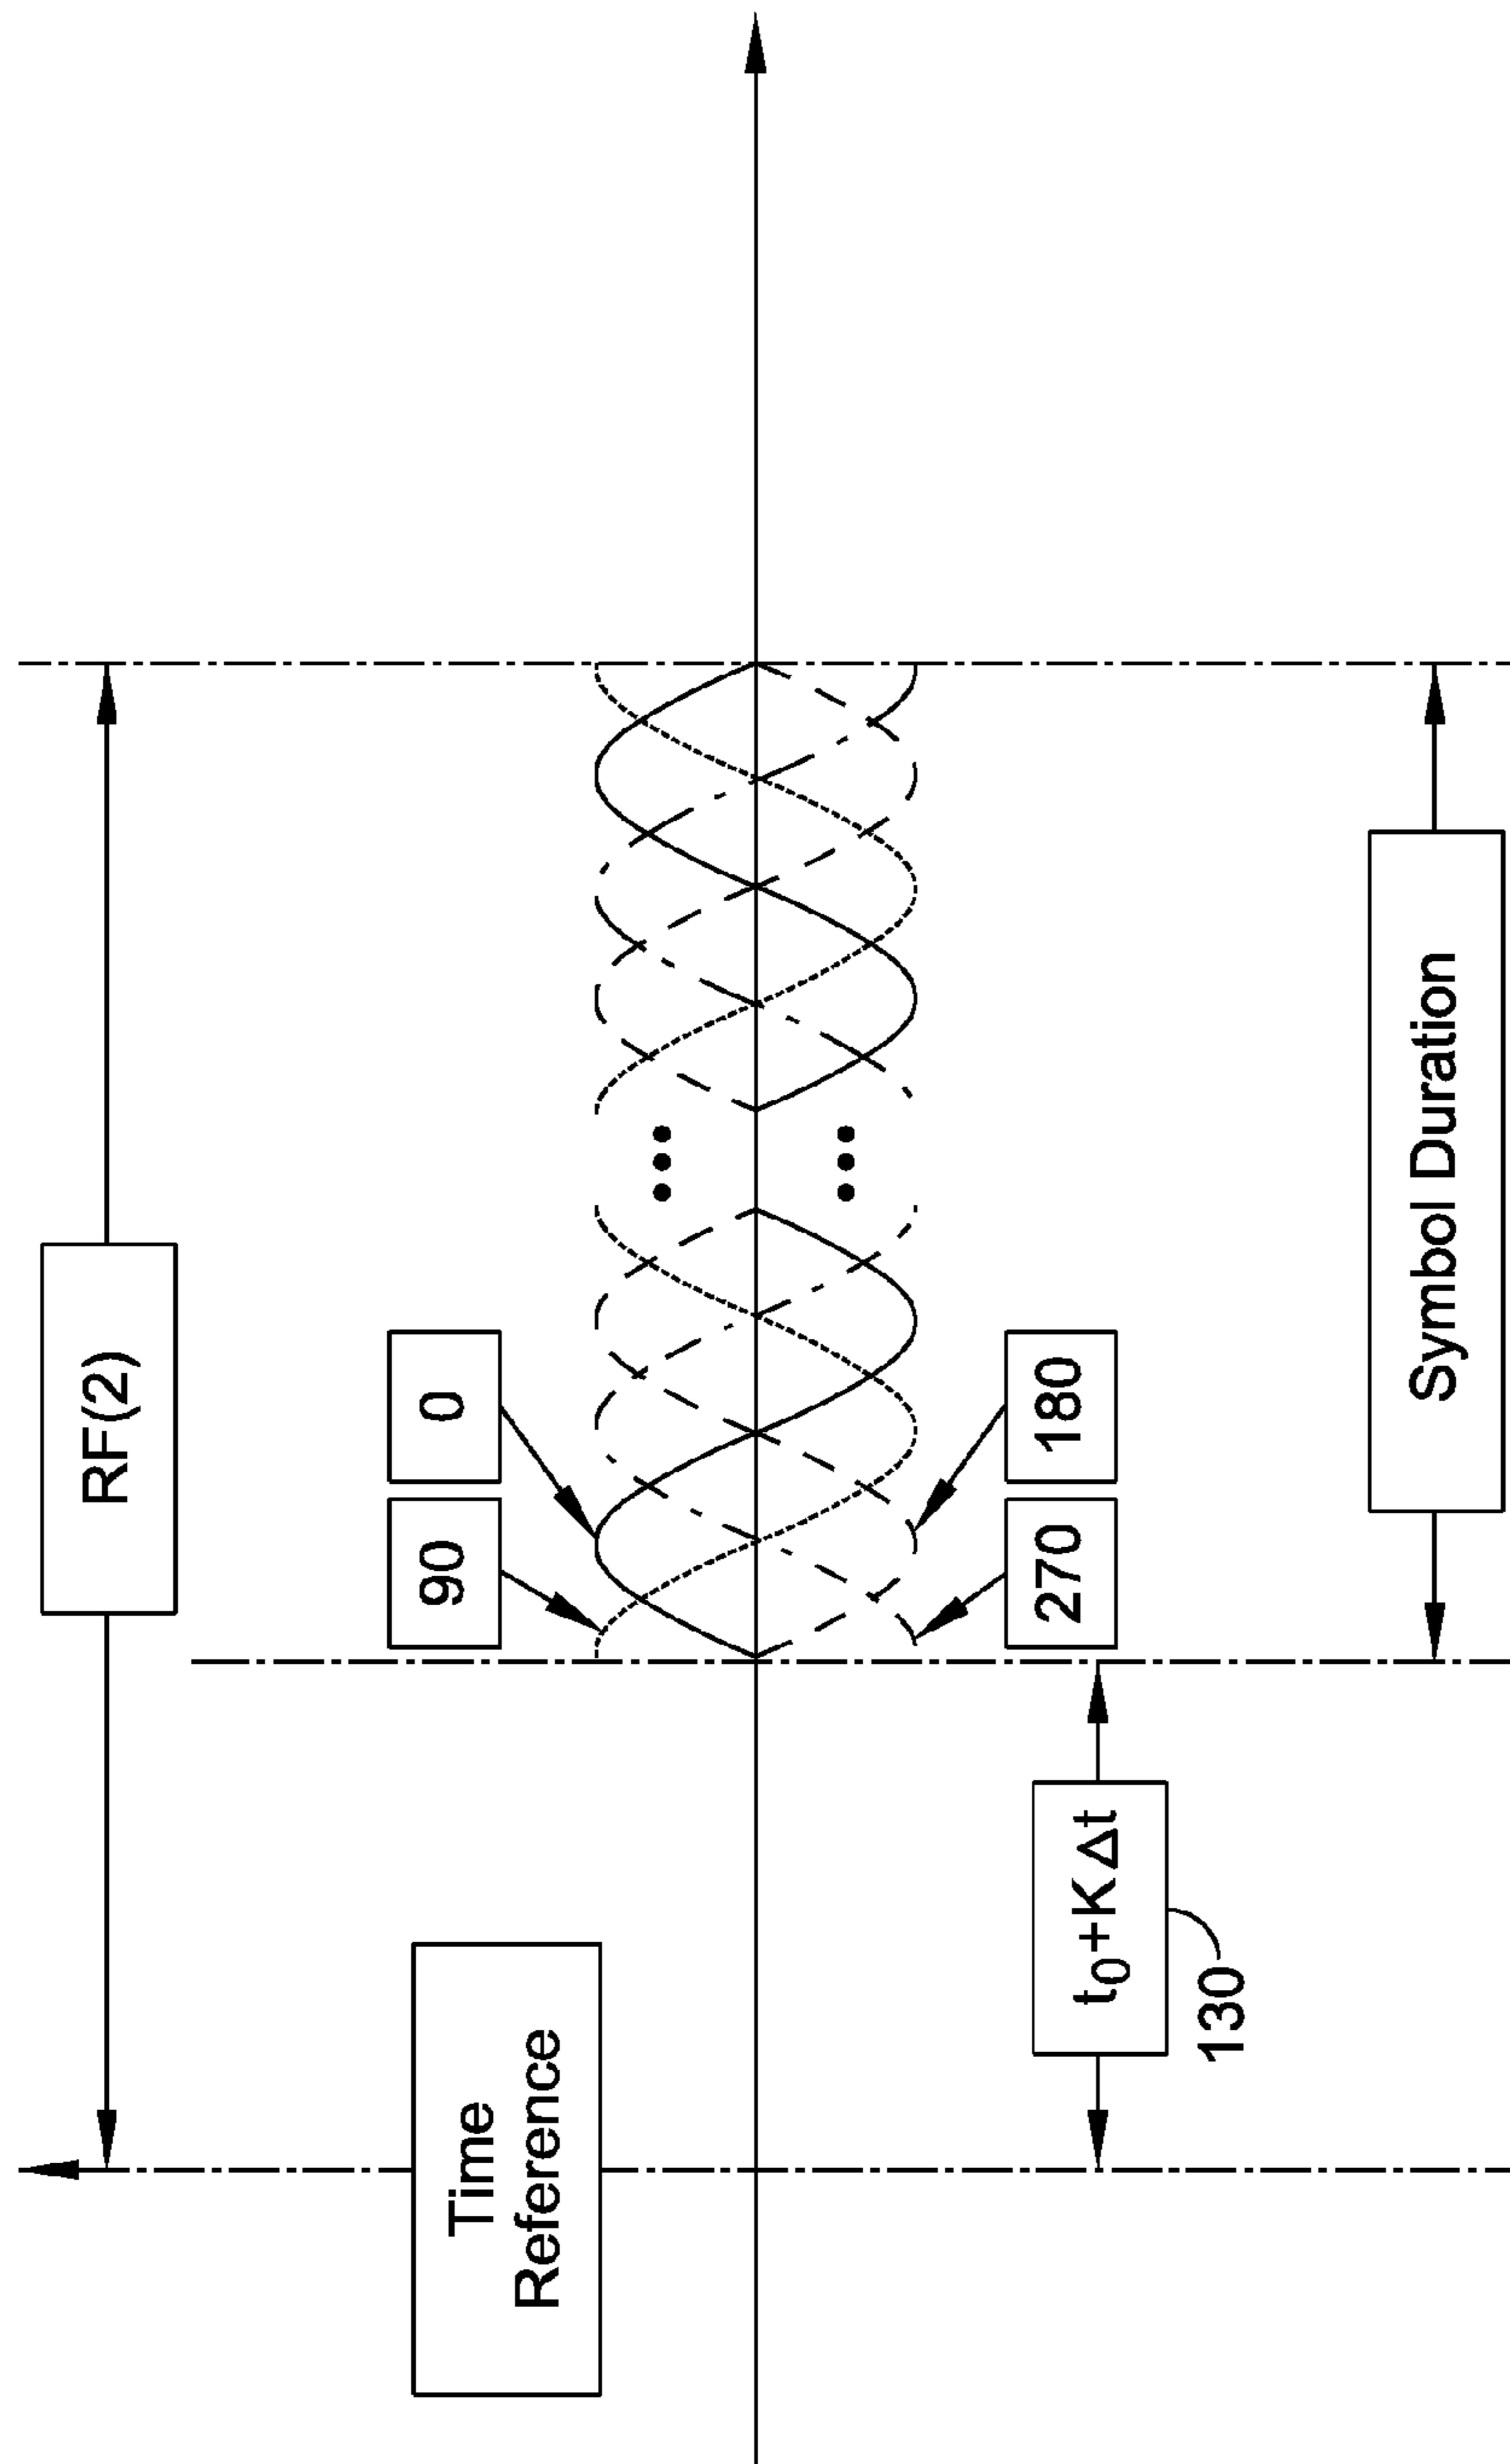 RF(2)
Time
Reference
90
0
270
180
t₀+KΔt
130
Symbol Duration